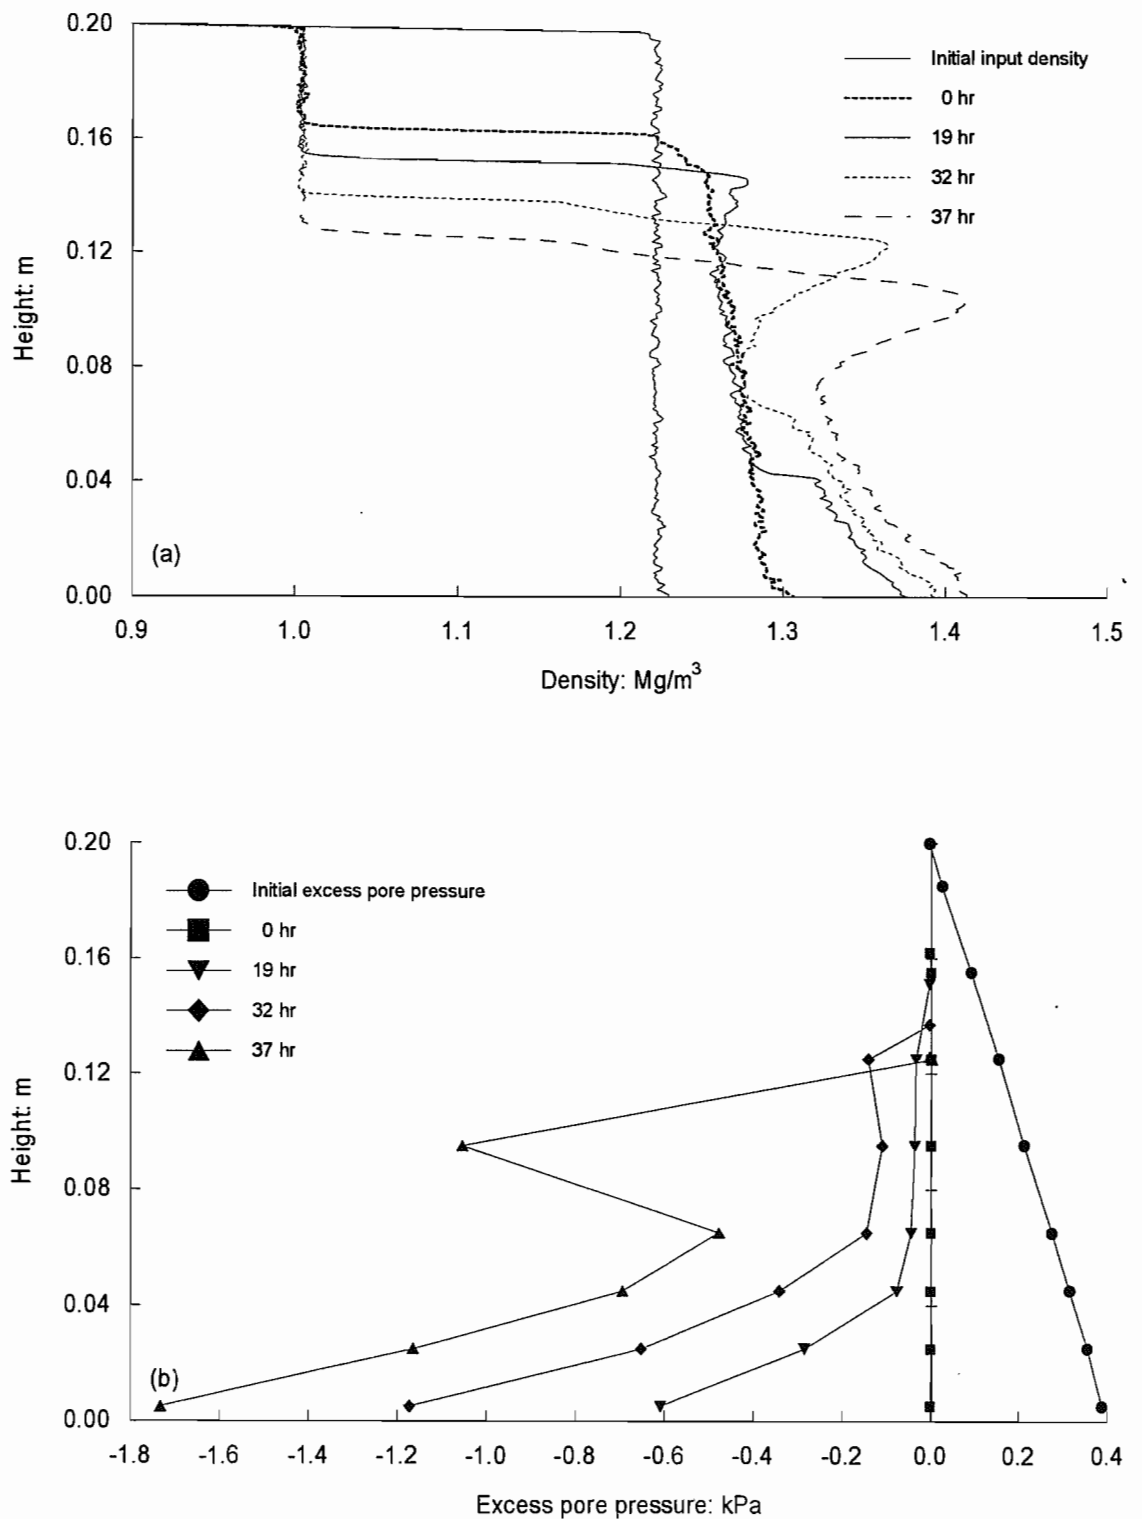 0.20
0.16
0.12
0.08
0.04
0.00
Height: m
(a)
Initial input density
0 hr
19 hr
32 hr
37 hr
0.9 1.0 1.1 1.2 1.3 1.4 1.5
Density: Mg/m³
0.20
0.16
0.12
0.08
0.04
0.00
Height: m
Initial excess pore pressure
0 hr
19 hr
32 hr
37 hr
(b)
-1.8 -1.6 -1.4 -1.2 -1.0 -0.8 -0.6 -0.4 -0.2 0.0 0.2 0.4
Excess pore pressure: kPa